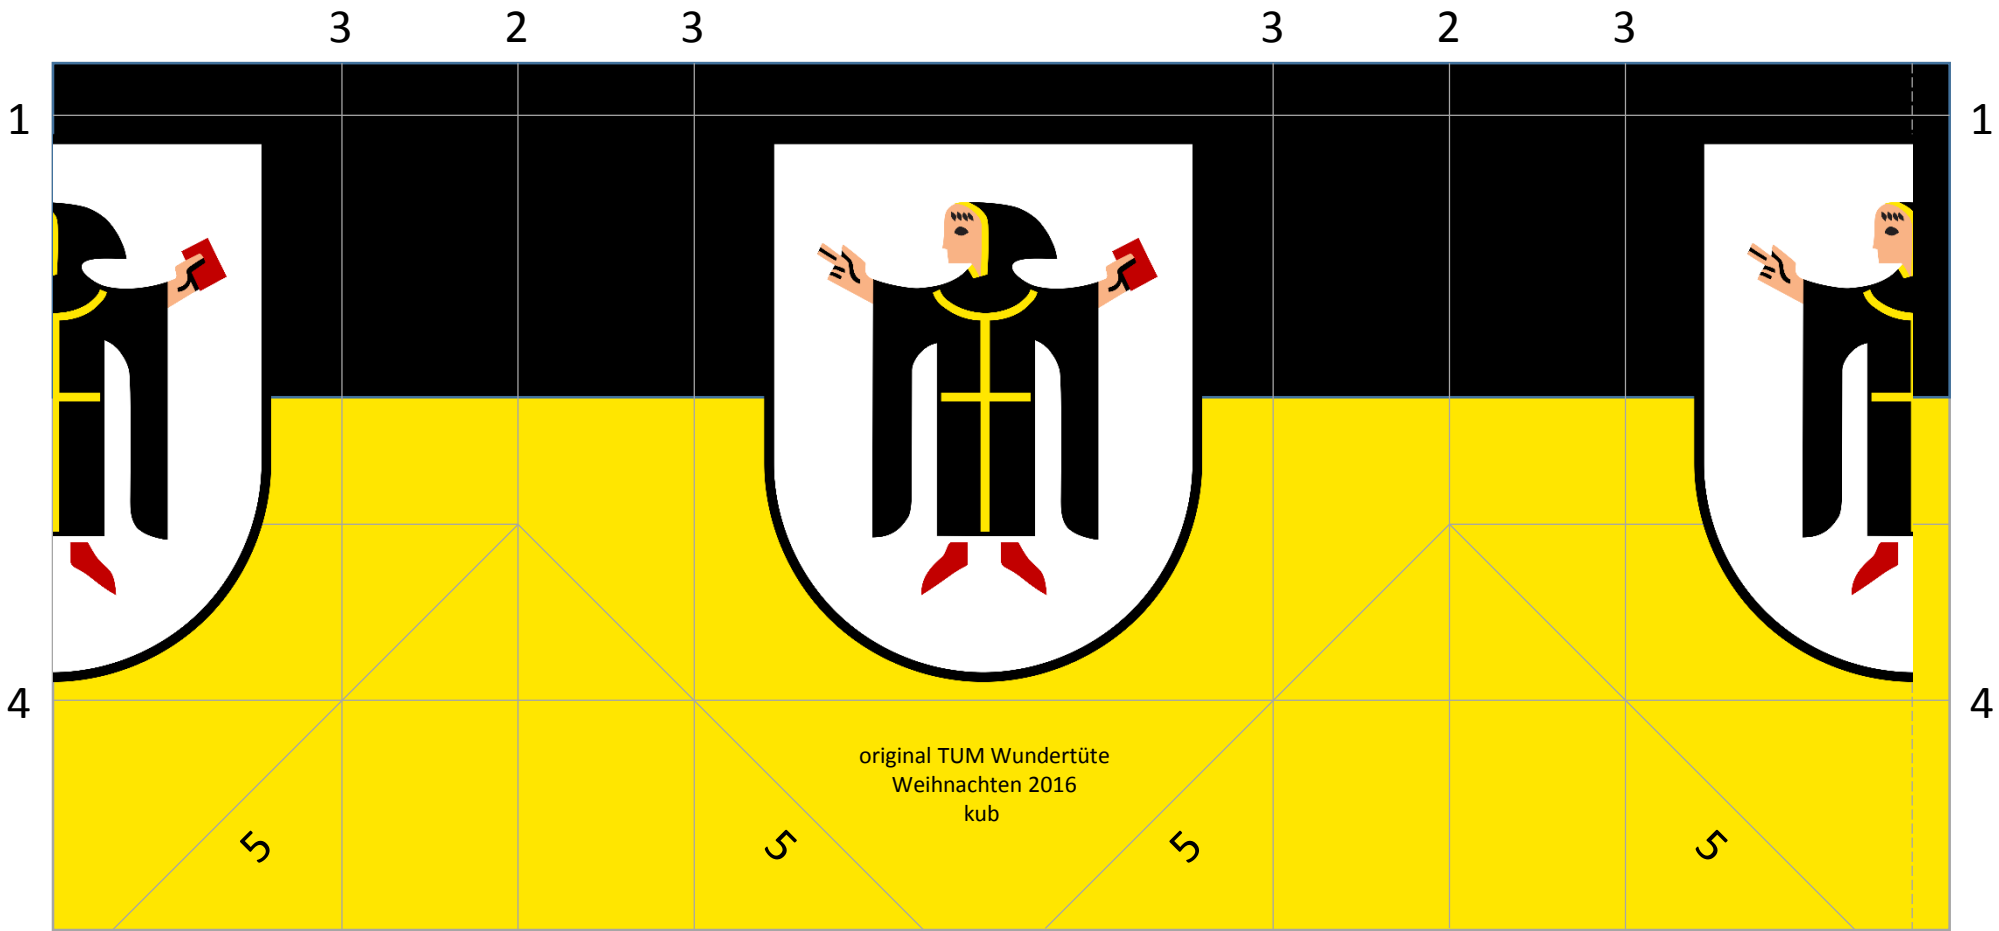 3 2 3 3 2 3
1 1
4 4
original TUM Wundertüte
Weihnachten 2016
kub
5 5 5 5